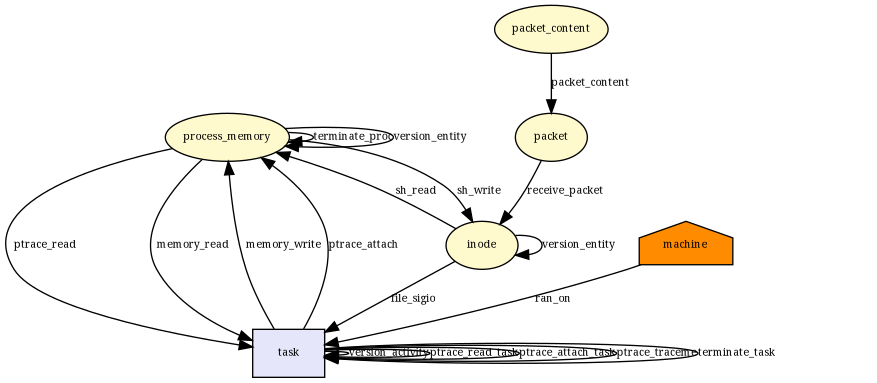 packet_content
packet_content
process_memory
terminate_proc
version_entity
packet
sh_read
sh_write
receive_packet
ptrace_read
memory_read
memory_write
ptrace_attach
inode
version_entity
machine
file_sigio
ran_on
task
version_activity
ptrace_read_task
ptrace_attach_task
ptrace_traceme
terminate_task